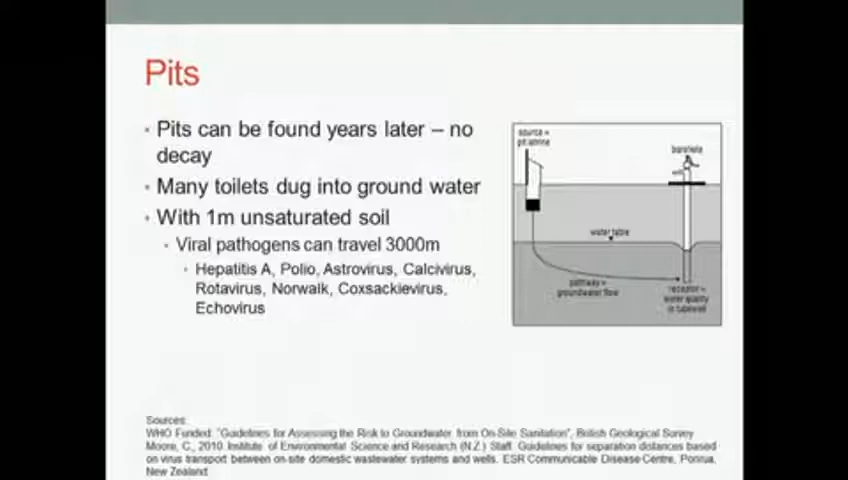 Pits
Pits can be found years later – no
decay
Many toilets dug into ground water
With 1m unsaturated soil
Viral pathogens can travel 3000m
Hepatitis A, Polio, Astrovirus, Calcivirus,
Rotavirus, Norwalk, Coxsackievirus,
Echovirus
source =
pit latrine
borehole
water table
pathway =
groundwater flow
receptor =
water quality
in tubewell
Sources:
WHO Funded: "Guidelines for Assessing the Risk to Groundwater from On-Site Sanitation", British Geological Survey
Moore, C., 2010. Institute of Environmental Science and Research (N.Z.) Staff. Guidelines for separation distances based
on virus transport between on-site domestic wastewater systems and wells. ESR Communicable Disease Centre, Porirua,
New Zealand